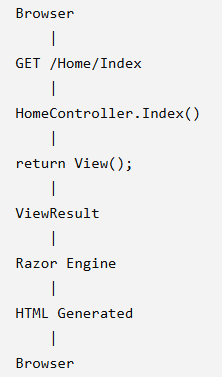 Browser
|
GET /Home/Index
|
HomeController.Index()
|
return View();
|
ViewResult
|
Razor Engine
|
HTML Generated
|
Browser